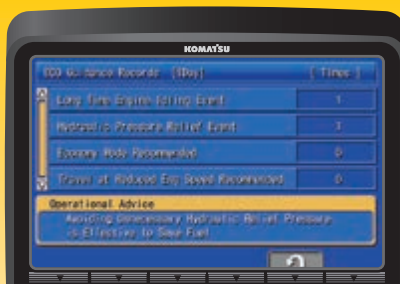 KOMATSU
ECO Guidance Records [1Day] [ Times ]
Long Time Engine Idling Event 1
Hydraulic Pressure Relief Event 3
Economy Mode Recommended 0
Travel at Reduced Eng Speed Recommended 0
Operational Advice
Avoiding Unnecessary Hydraulic Relief Pressure
is Effective to Save Fuel